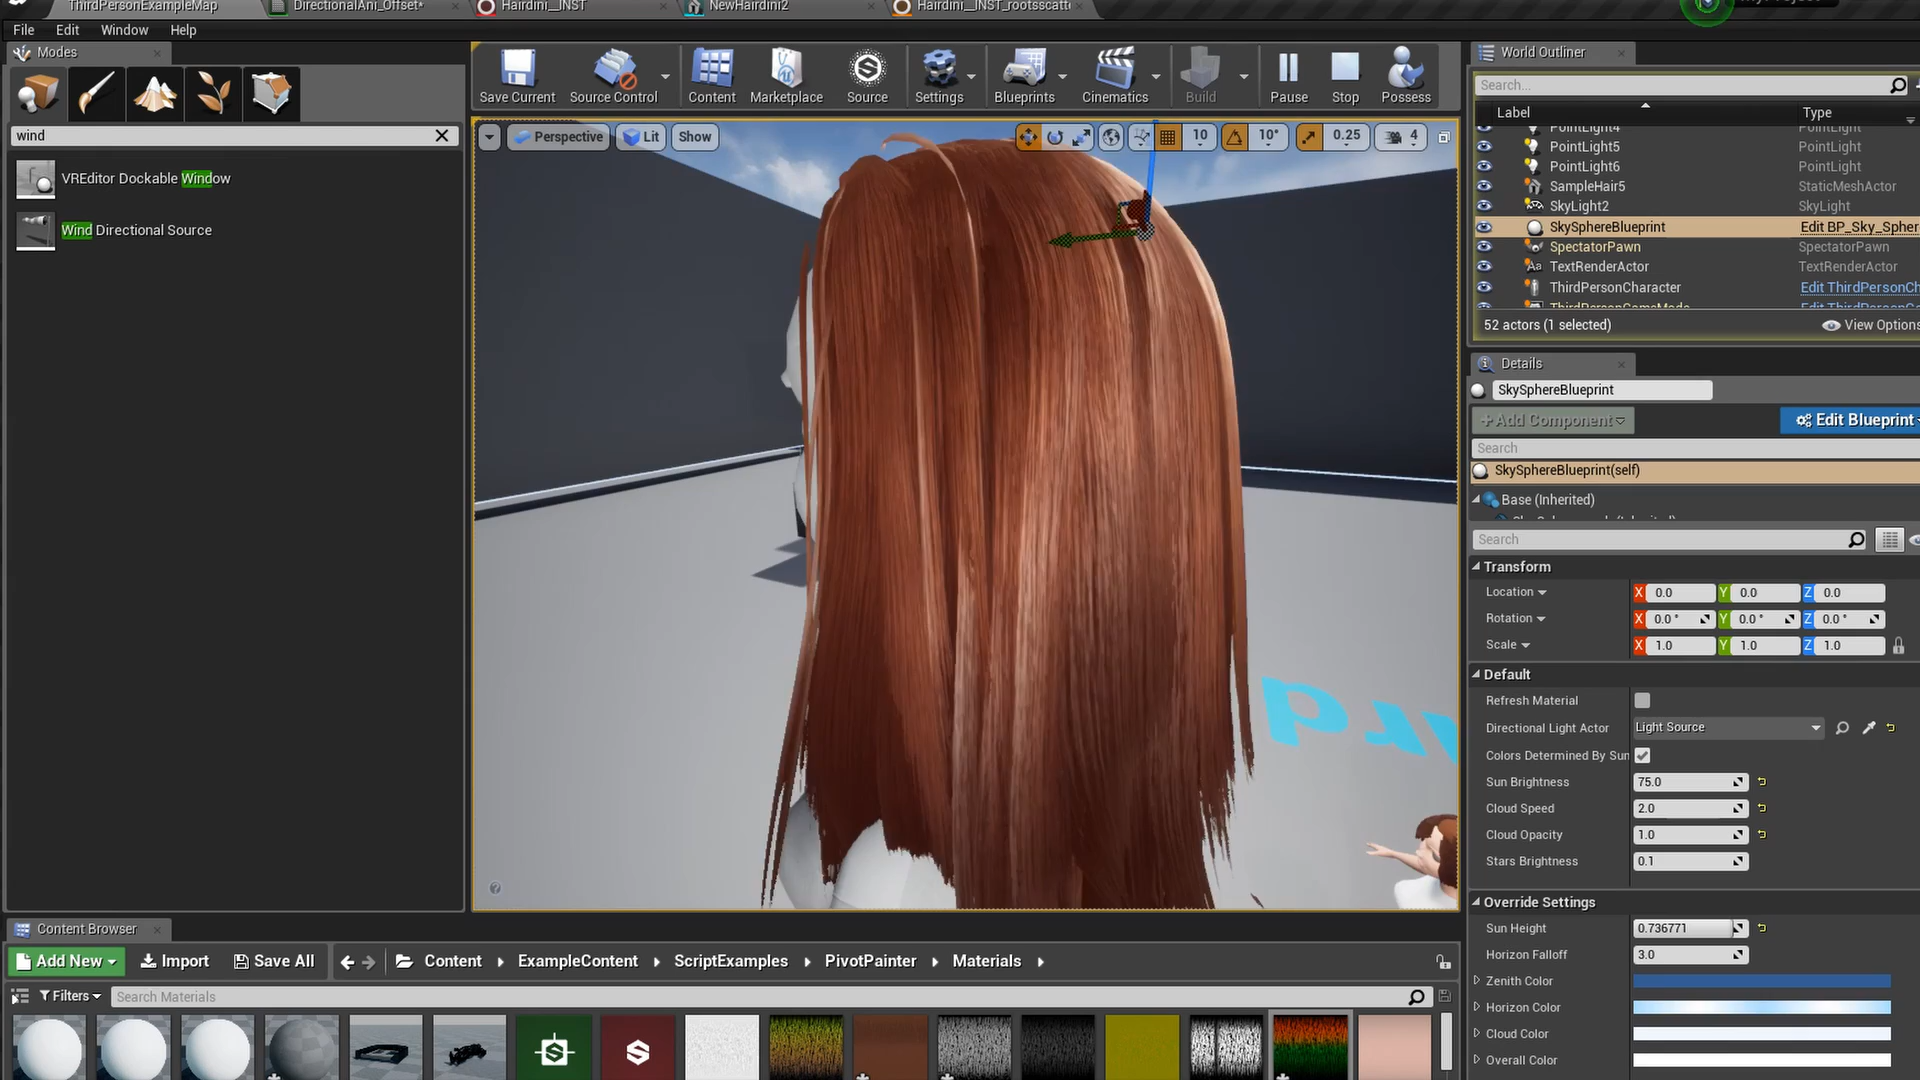 ThirdPersonExampleMap
DirectionalAni_Offset*
Hairdini__INST
NewHairdini2
Hairdini__INST_rootsscatt
File Edit Window Help
Modes
wind
VREditor Dockable Window
Wind Directional Source
Save Current
Source Control
Content
Marketplace
Source
Settings
Blueprints
Cinematics
Build
Pause
Stop
Possess
Perspective
Lit
Show
10
10°
0.25
4
World Outliner
Search...
Label Type
PointLight4 PointLight
PointLight5 PointLight
PointLight6 PointLight
SampleHair5 StaticMeshActor
SkyLight2 SkyLight
SkySphereBlueprint Edit BP_Sky_Spher
SpectatorPawn SpectatorPawn
TextRenderActor TextRenderActor
ThirdPersonCharacter Edit ThirdPersonCh
ThirdPersonGameMode Edit ThirdPersonG
52 actors (1 selected) View Options
Details
SkySphereBlueprint
+Add Component
Edit Blueprint
Search
SkySphereBlueprint(self)
Base (Inherited)
Search
Transform
Location X 0.0 Y 0.0 Z 0.0
Rotation X 0.0 ° Y 0.0 ° Z 0.0 °
Scale X 1.0 Y 1.0 Z 1.0
Default
Refresh Material
Directional Light Actor Light Source
Colors Determined By Sun
Sun Brightness 75.0
Cloud Speed 2.0
Cloud Opacity 1.0
Stars Brightness 0.1
Override Settings
Sun Height 0.736771
Horizon Falloff 3.0
Zenith Color
Horizon Color
Cloud Color
Overall Color
Content Browser
Add New Import Save All Content ExampleContent ScriptExamples PivotPainter Materials
Filters Search Materials